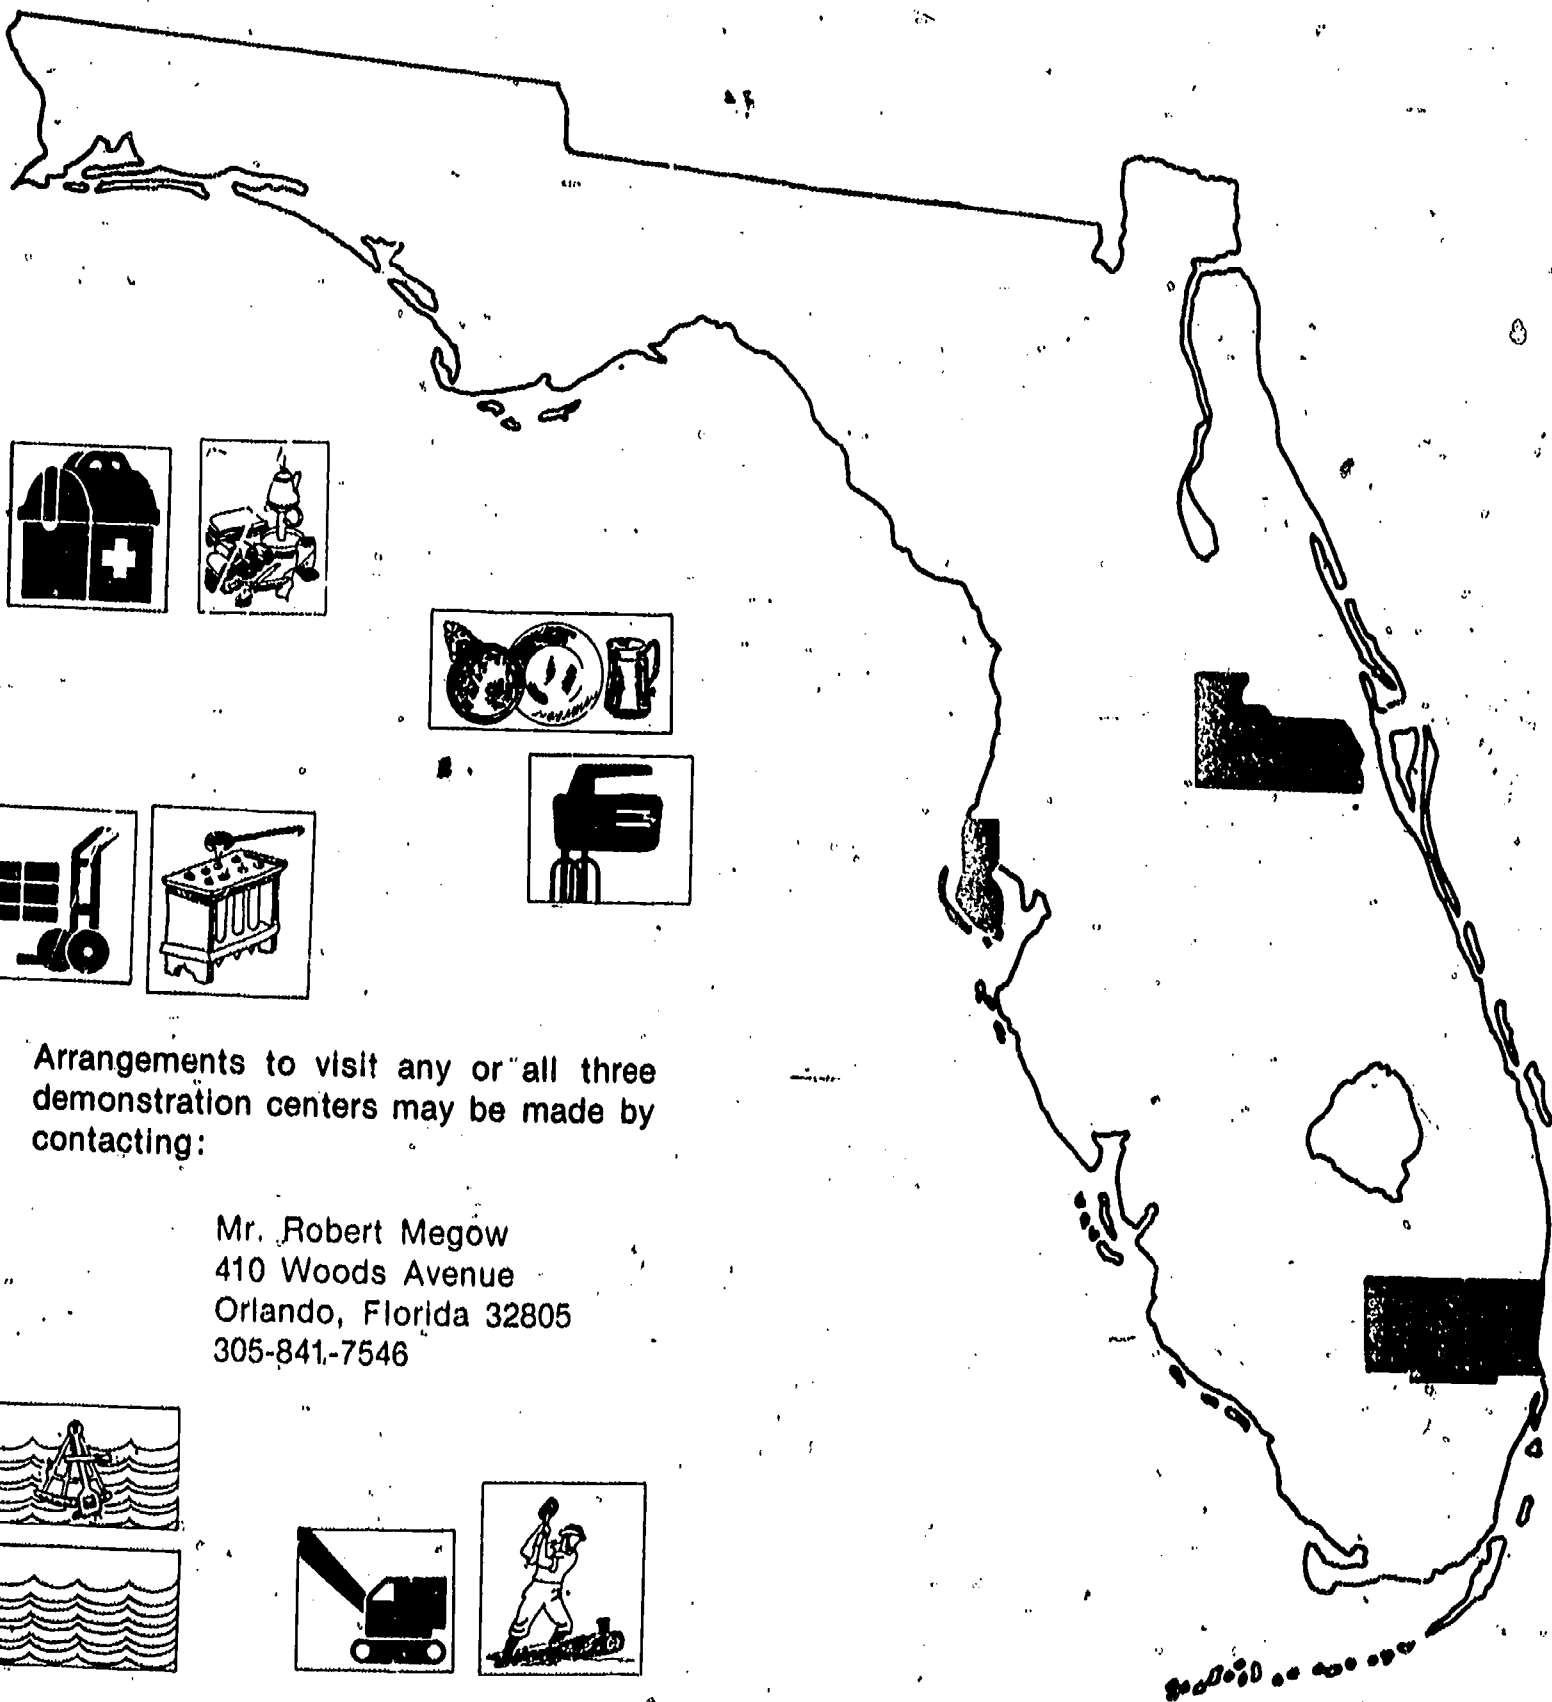 Arrangements to visit any or all three
demonstration centers may be made by
contacting:
Mr. Robert Megow
410 Woods Avenue
Orlando, Florida 32805
305-841-7546